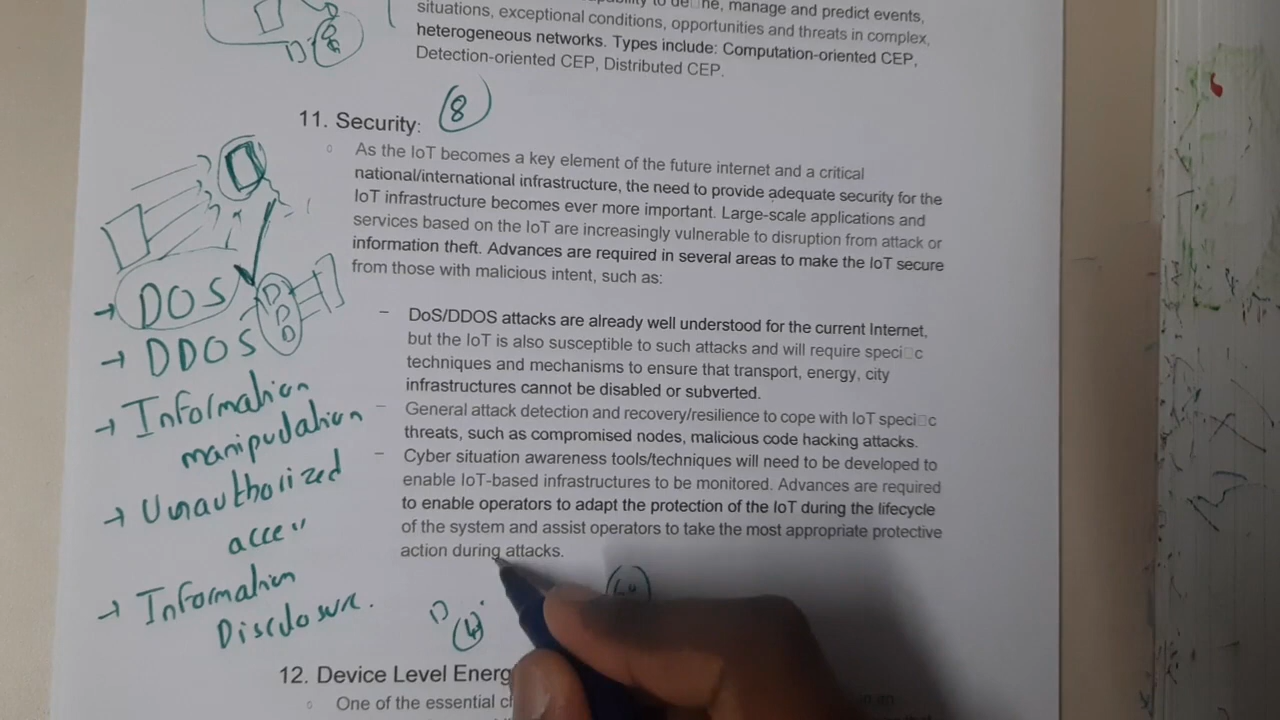 situations, exceptional conditions, opportunities and threats in complex,
heterogeneous networks. Types include: Computation-oriented CEP,
Detection-oriented CEP, Distributed CEP.
11. Security: 8
As the IoT becomes a key element of the future internet and a critical
national/international infrastructure, the need to provide adequate security for the
IoT infrastructure becomes ever more important. Large-scale applications and
services based on the IoT are increasingly vulnerable to disruption from attack or
information theft. Advances are required in several areas to make the IoT secure
from those with malicious intent, such as:
– DoS/DDOS attacks are already well understood for the current Internet,
but the IoT is also susceptible to such attacks and will require speci□c
techniques and mechanisms to ensure that transport, energy, city
infrastructures cannot be disabled or subverted.
– General attack detection and recovery/resilience to cope with IoT speci□c
threats, such as compromised nodes, malicious code hacking attacks.
– Cyber situation awareness tools/techniques will need to be developed to
enable IoT-based infrastructures to be monitored. Advances are required
to enable operators to adapt the protection of the IoT during the lifecycle
of the system and assist operators to take the most appropriate protective
action during attacks.
→ DOS
→ DDOS
D
D
D
→ Information
manipulation
→ Unauthorized
→ Information
Disclosure.
12. Device Level Energ
One of the essential